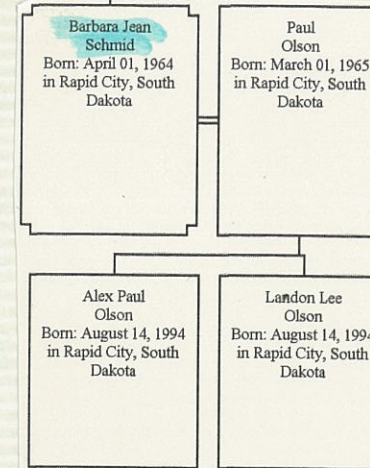 Barbara Jean
Schmid
Born: April 01, 1964
in Rapid City, South
Dakota
Paul
Olson
Born: March 01, 1965
in Rapid City, South
Dakota
Alex Paul
Olson
Born: August 14, 1994
in Rapid City, South
Dakota
Landon Lee
Olson
Born: August 14, 1994
in Rapid City, South
Dakota